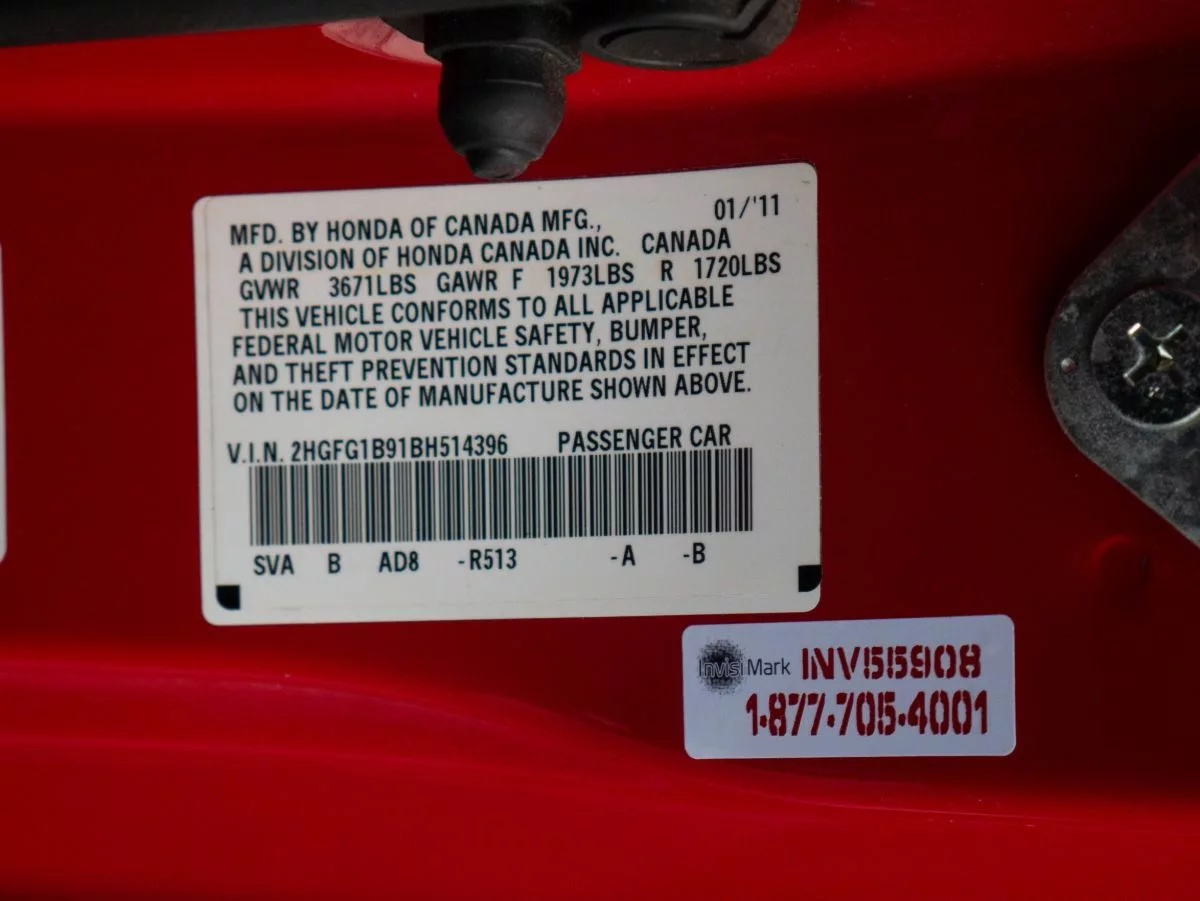 MFD. BY HONDA OF CANADA MFG., 01/'11
A DIVISION OF HONDA CANADA INC. CANADA
GVWR 3671LBS GAWR F 1973LBS R 1720LBS
THIS VEHICLE CONFORMS TO ALL APPLICABLE
FEDERAL MOTOR VEHICLE SAFETY, BUMPER,
AND THEFT PREVENTION STANDARDS IN EFFECT
ON THE DATE OF MANUFACTURE SHOWN ABOVE.
V.I.N. 2HGFG1B91BH514396 PASSENGER CAR
SVA B AD8 -R513 -A -B
InvisiMark INV55908
1-877-705-4001